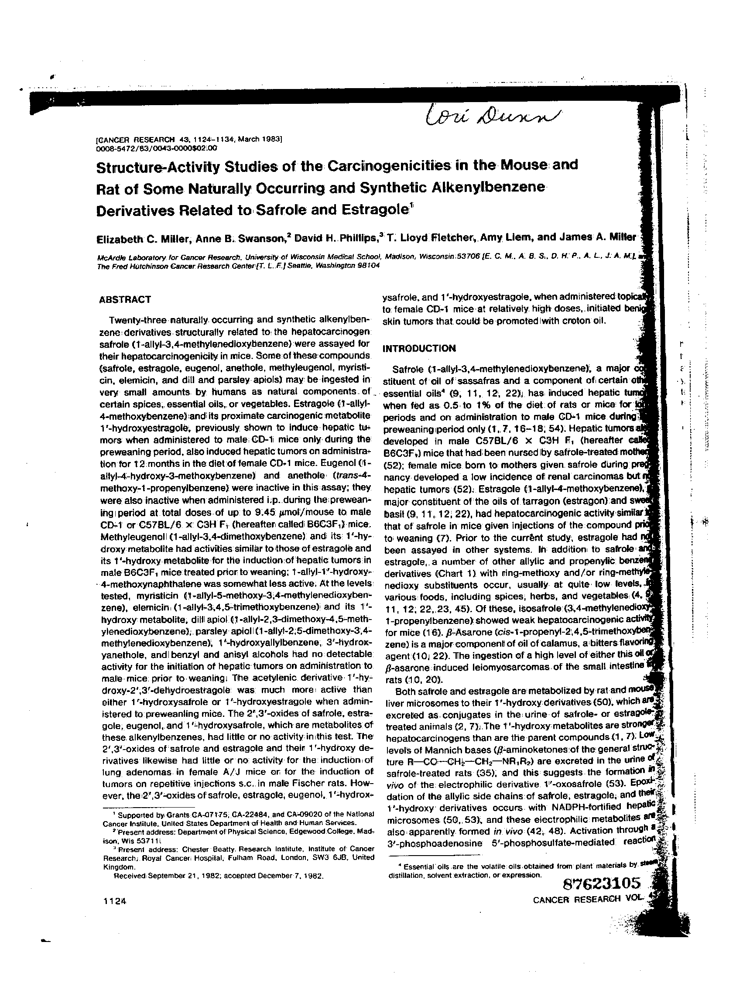 Lori Dunn
[CANCER RESEARCH 43, 1124-1134, March 1983]
0008-5472/83/0043-0000$02.00
Structure-Activity Studies of the Carcinogenicities in the Mouse and
Rat of Some Naturally Occurring and Synthetic Alkenylbenzene
Derivatives Related to Safrole and Estragole¹
Elizabeth C. Miller, Anne B. Swanson,² David H. Phillips,³ T. Lloyd Fletcher, Amy Liem, and James A. Miller
McArdle Laboratory for Cancer Research, University of Wisconsin Medical School, Madison, Wisconsin 53706 [E. C. M., A. B. S., D. H. P., A. L., J. A. M.],
The Fred Hutchinson Cancer Research Center [T. L. F.] Seattle, Washington 98104
ABSTRACT
Twenty-three naturally occurring and synthetic alkylben-
zene derivatives structurally related to the hepatocarcinogen
safrole (1-allyl-3,4-methylenedioxybenzene) were assayed for
their hepatocarcinogenicity in mice. Some of these compounds
(safrole, estragole, eugenol, anethole, methyleugenol, myristi-
cin, elemicin, and dill and parsley apiols) may be ingested in
very small amounts by humans as natural components of
certain spices, essential oils, or vegetables. Estragole (1-allyl-
4-methoxybenzene) and its proximate carcinogenic metabolite
1'-hydroxyestragole, previously shown to induce hepatic tu-
mors when administered to male CD-1 mice only during the
preweaning period, also induced hepatic tumors on administra-
tion for 12 months in the diet of female CD-1 mice. Eugenol (1-
allyl-4-hydroxy-3-methoxybenzene) and anethole (trans-4-
methoxy-1-propenylbenzene) were inactive in this assay; they
were also inactive when administered i.p. during the prewean-
ing period at total doses of up to 9.45 μmol/mouse to male
CD-1 or C57BL/6 × C3H F₁ (hereafter called B6C3F₁) mice.
Methyleugenol (1-allyl-3,4-dimethoxybenzene) and its 1'-hy-
droxy metabolite had activities similar to those of estragole and
its 1'-hydroxy metabolite for the induction of hepatic tumors in
male B6C3F₁ mice treated prior to weaning; 1-allyl-1'-hydroxy-
4-methoxynaphthalene was somewhat less active. At the levels
tested, myristicin (1-allyl-5-methoxy-3,4-methylenedioxyben-
zene), elemicin (1-allyl-3,4,5-trimethoxybenzene) and its 1'-
hydroxy metabolite, dill apiol (1-allyl-2,3-dimethoxy-4,5-meth-
ylenedioxybenzene), parsley apiol (1-allyl-2,5-dimethoxy-3,4-
methylenedioxybenzene), 1'-hydroxyallylbenzene, 3'-hydrox-
yanethole, and benzyl and anisyl alcohols had no detectable
activity for the initiation of hepatic tumors on administration to
male mice prior to weaning. The acetylenic derivative 1'-hy-
droxy-2',3'-dehydroestragole was much more active than
either 1'-hydroxysafrole or 1'-hydroxyestragole when admin-
istered to preweanling mice. The 2',3'-oxides of safrole, estra-
gole, eugenol, and 1'-hydroxysafrole, which are metabolites of
these alkenylbenzenes, had little or no activity in this test. The
2',3'-oxides of safrole and estragole and their 1'-hydroxy de-
rivatives likewise had little or no activity for the induction of
lung adenomas in female A/J mice or for the induction of
tumors on repetitive injections s.c. in male Fischer rats. How-
ever, the 2',3'-oxides of safrole, estragole, eugenol, 1'-hydrox-
¹ Supported by Grants CA-07175, CA-22484, and CA-09020 of the National
Cancer Institute, United States Department of Health and Human Services.
² Present address: Department of Physical Science, Edgewood College, Mad-
ison, Wis 53711.
³ Present address: Chester Beatty Research Institute, Institute of Cancer
Research, Royal Cancer Hospital, Fulham Road, London, SW3 6JB, United
Kingdom.
Received September 21, 1982; accepted December 7, 1982.
1124
ysafrole, and 1'-hydroxyestragole, when administered
to female CD-1 mice at relatively high doses, initiated
skin tumors that could be promoted with croton oil.
INTRODUCTION
Safrole (1-allyl-3,4-methylenedioxybenzene), a major
stituent of oil of sassafras and a component of certain
essential oils⁴ (9, 11, 12, 22), has induced hepatic
when fed as 0.5 to 1% of the diet of rats or mice for
periods and on administration to male CD-1 mice during
preweaning period only (1, 7, 16-18, 54). Hepatic tumors
developed in male C57BL/6 × C3H F₁ (hereafter
B6C3F₁) mice that had been nursed by safrole-treated
(52); female mice born to mothers given safrole during
nancy developed a low incidence of renal carcinomas but
hepatic tumors (52). Estragole (1-allyl-4-methoxybenzene),
major constituent of the oils of tarragon (estragon) and
basil (9, 11, 12, 22), had hepatocarcinogenic activity similar
that of safrole in mice given injections of the compound
to weaning (7). Prior to the current study, estragole had
been assayed in other systems. In addition to safrole and
estragole, a number of other allylic and propenylic
derivatives (Chart 1) with ring-methoxy and/or ring-methyle-
nedioxy substituents occur, usually at quite low levels,
various foods, including spices, herbs, and vegetables (4,
11, 12, 22, 23, 45). Of these, isosafrole (3,4-methylenedioxy-
1-propenylbenzene) showed weak hepatocarcinogenic activity
for mice (16). β-Asarone (cis-1-propenyl-2,4,5-trimethoxyben-
zene) is a major component of oil of calamus, a bitters flavoring
agent (10, 22). The ingestion of a high level of either this oil or
β-asarone induced leiomyosarcomas of the small intestine
rats (10, 20).
Both safrole and estragole are metabolized by rat and mouse
liver microsomes to their 1'-hydroxy derivatives (50), which are
excreted as conjugates in the urine of safrole- or estragole-
treated animals (2, 7). The 1'-hydroxy metabolites are stronger
hepatocarcinogens than are the parent compounds (1, 7). Low
levels of Mannich bases (β-aminoketones of the general struc-
ture R—CO—CH₂—CH₂—NR₁R₂) are excreted in the urine of
safrole-treated rats (35), and this suggests the formation in
vivo of the electrophilic derivative 1'-oxosafrole (53). Epoxi-
dation of the allylic side chains of safrole, estragole, and their
1'-hydroxy derivatives occurs with NADPH-fortified hepatic
microsomes (50, 53), and these electrophilic metabolites are
also apparently formed in vivo (42, 48). Activation through a
3'-phosphoadenosine 5'-phosphosulfate-mediated reaction
⁴ Essential oils are the volatile oils obtained from plant materials by steam
distillation, solvent extraction, or expression.
87623105
CANCER RESEARCH VOL. 43